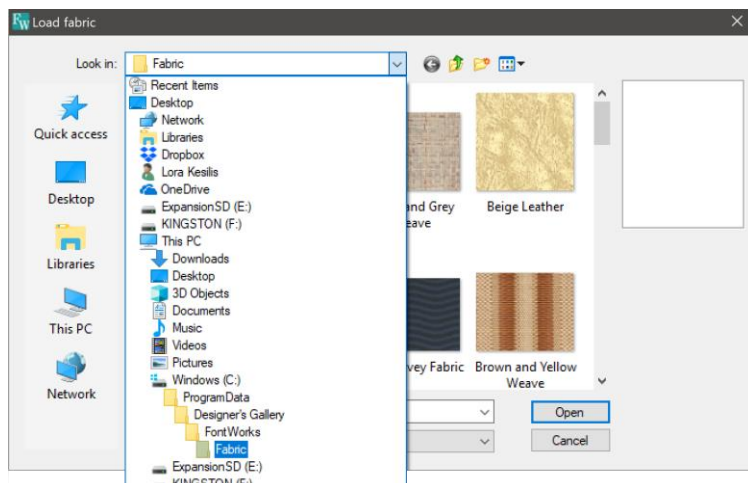 FW Load fabric
Look in:
Fabric
Quick access
Desktop
Libraries
This PC
Network
Recent Items
Desktop
Network
Libraries
Dropbox
Lora Kesilis
OneDrive
ExpansionSD (E:)
KINGSTON (F:)
This PC
Downloads
Desktop
3D Objects
Documents
Music
Videos
Pictures
Windows (C:)
ProgramData
Designer's Gallery
FontWorks
Fabric
ExpansionSD (E:)
KINGSTON (F:)
and Grey
Beige Leather
vey Fabric
Brown and Yellow
Weave
Open
Cancel